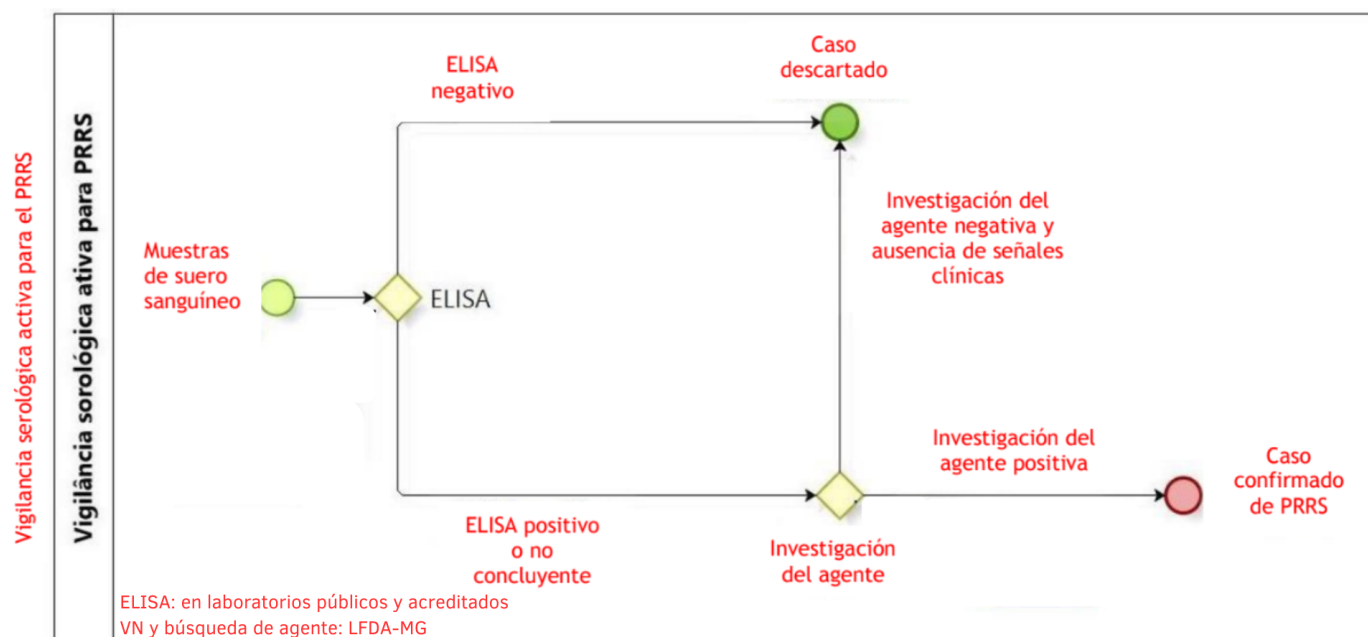 Vigilancia serológica activa para el PRRS
Vigilância sorológica ativa para PRRS
Muestras
de suero
sanguíneo
ELISA
ELISA
negativo
Caso
descartado
Investigación del
agente negativa y
ausencia de señales
clínicas
ELISA positivo
o no
concluyente
Investigación
del agente
Investigación del
agente positiva
Caso
confirmado
de PRRS
ELISA: en laboratorios públicos y acreditados
VN y búsqueda de agente: LFDA-MG